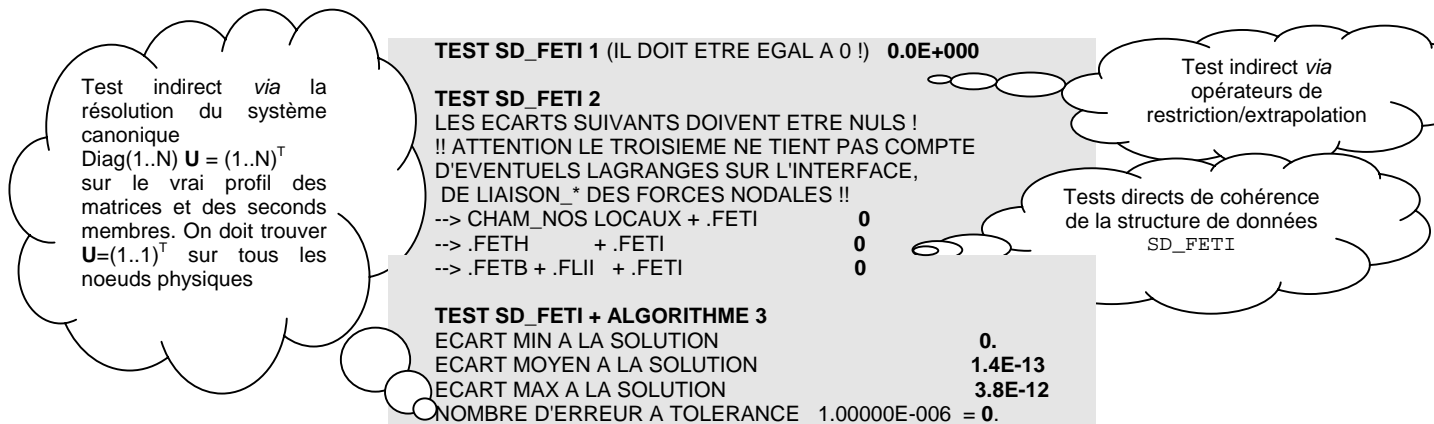 Test indirect via la
résolution du système
canonique
Diag(1..N) U = (1..N)T
sur le vrai profil des
matrices et des seconds
membres. On doit trouver
U=(1..1)T sur tous les
noeuds physiques
TEST SD_FETI 1 (IL DOIT ETRE EGAL A 0 !) 0.0E+000
TEST SD_FETI 2
LES ECARTS SUIVANTS DOIVENT ETRE NULS !
!! ATTENTION LE TROISIEME NE TIENT PAS COMPTE
D'EVENTUELS LAGRANGES SUR L'INTERFACE,
DE LIAISON_* DES FORCES NODALES !!
--> CHAM_NOS LOCAUX + .FETI 0
--> .FETH + .FETI 0
--> .FETB + .FLII + .FETI 0
TEST SD_FETI + ALGORITHME 3
ECART MIN A LA SOLUTION 0.
ECART MOYEN A LA SOLUTION 1.4E-13
ECART MAX A LA SOLUTION 3.8E-12
NOMBRE D'ERREUR A TOLERANCE 1.00000E-006 = 0.
Test indirect via
opérateurs de
restriction/extrapolation
Tests directs de cohérence
de la structure de données
SD_FETI